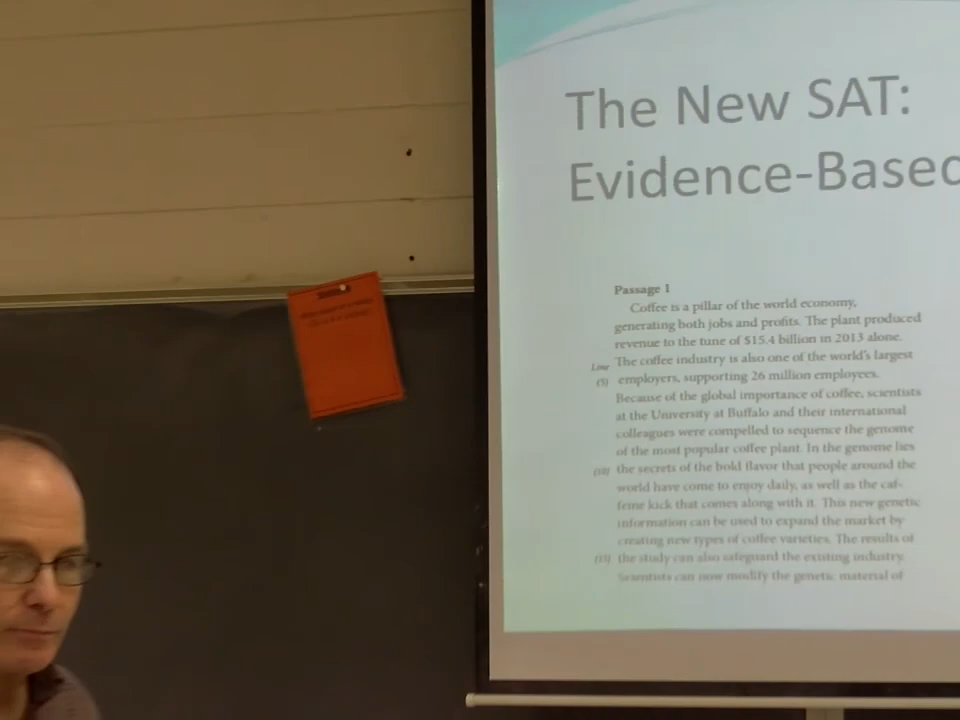 The New SAT:
Evidence-Based
Passage 1
Coffee is a pillar of the world economy,
generating both jobs and profits. The plant produced
revenue to the tune of $15.4 billion in 2013 alone.
Line The coffee industry is also one of the world's largest
(5) employers, supporting 26 million employees.
Because of the global importance of coffee, scientists
at the University at Buffalo and their international
colleagues were compelled to sequence the genome
of the most popular coffee plant. In the genome lies
(10) the secrets of the bold flavor that people around the
world have come to enjoy daily, as well as the caf-
feine kick that comes along with it. This new genetic
information can be used to expand the market by
creating new types of coffee varieties. The results of
(15) the study can also safeguard the existing industry.
Scientists can now modify the genetic material of